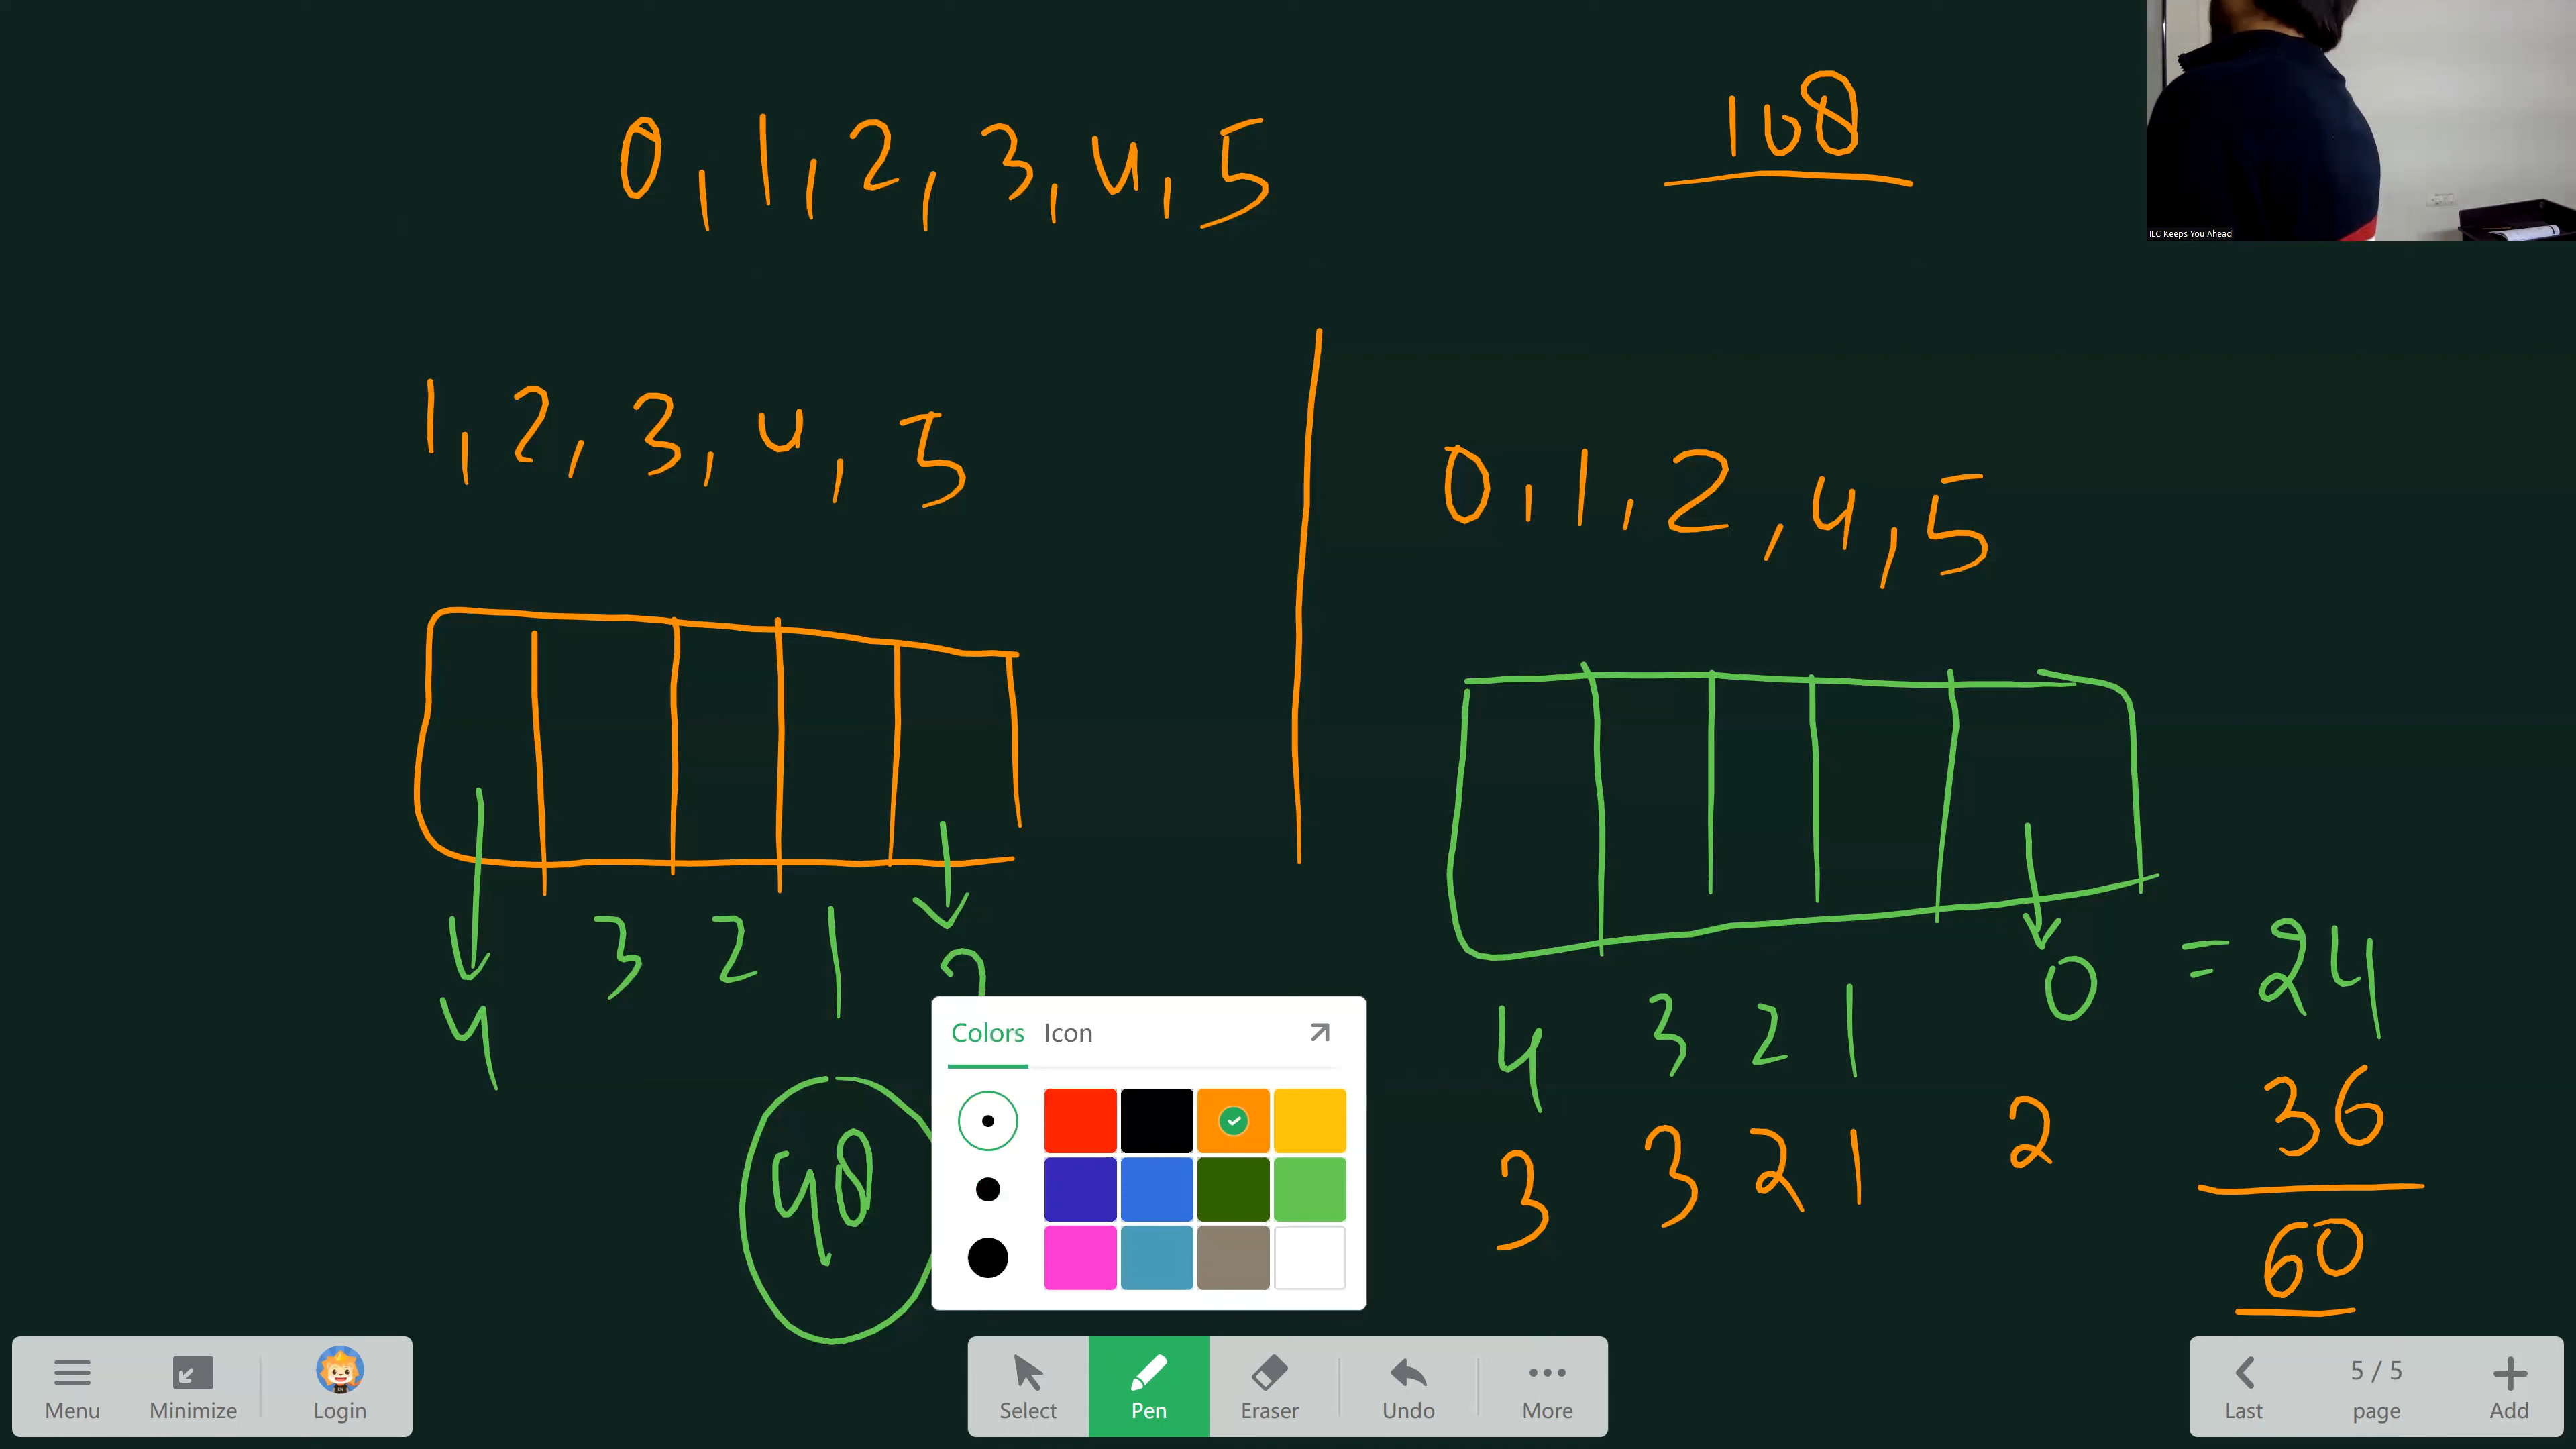 0, 1, 2, 3, 4, 5
108
ILC Keeps You Ahead
1, 2, 3, 4, 5
0, 1, 2, 4, 5
4 3 2 1 2
48
4 3 2 1 0 = 24
3 3 2 1 2 36
60
Colors Icon
Menu Minimize Login
Select Pen Eraser Undo More
5 / 5
Last page Add